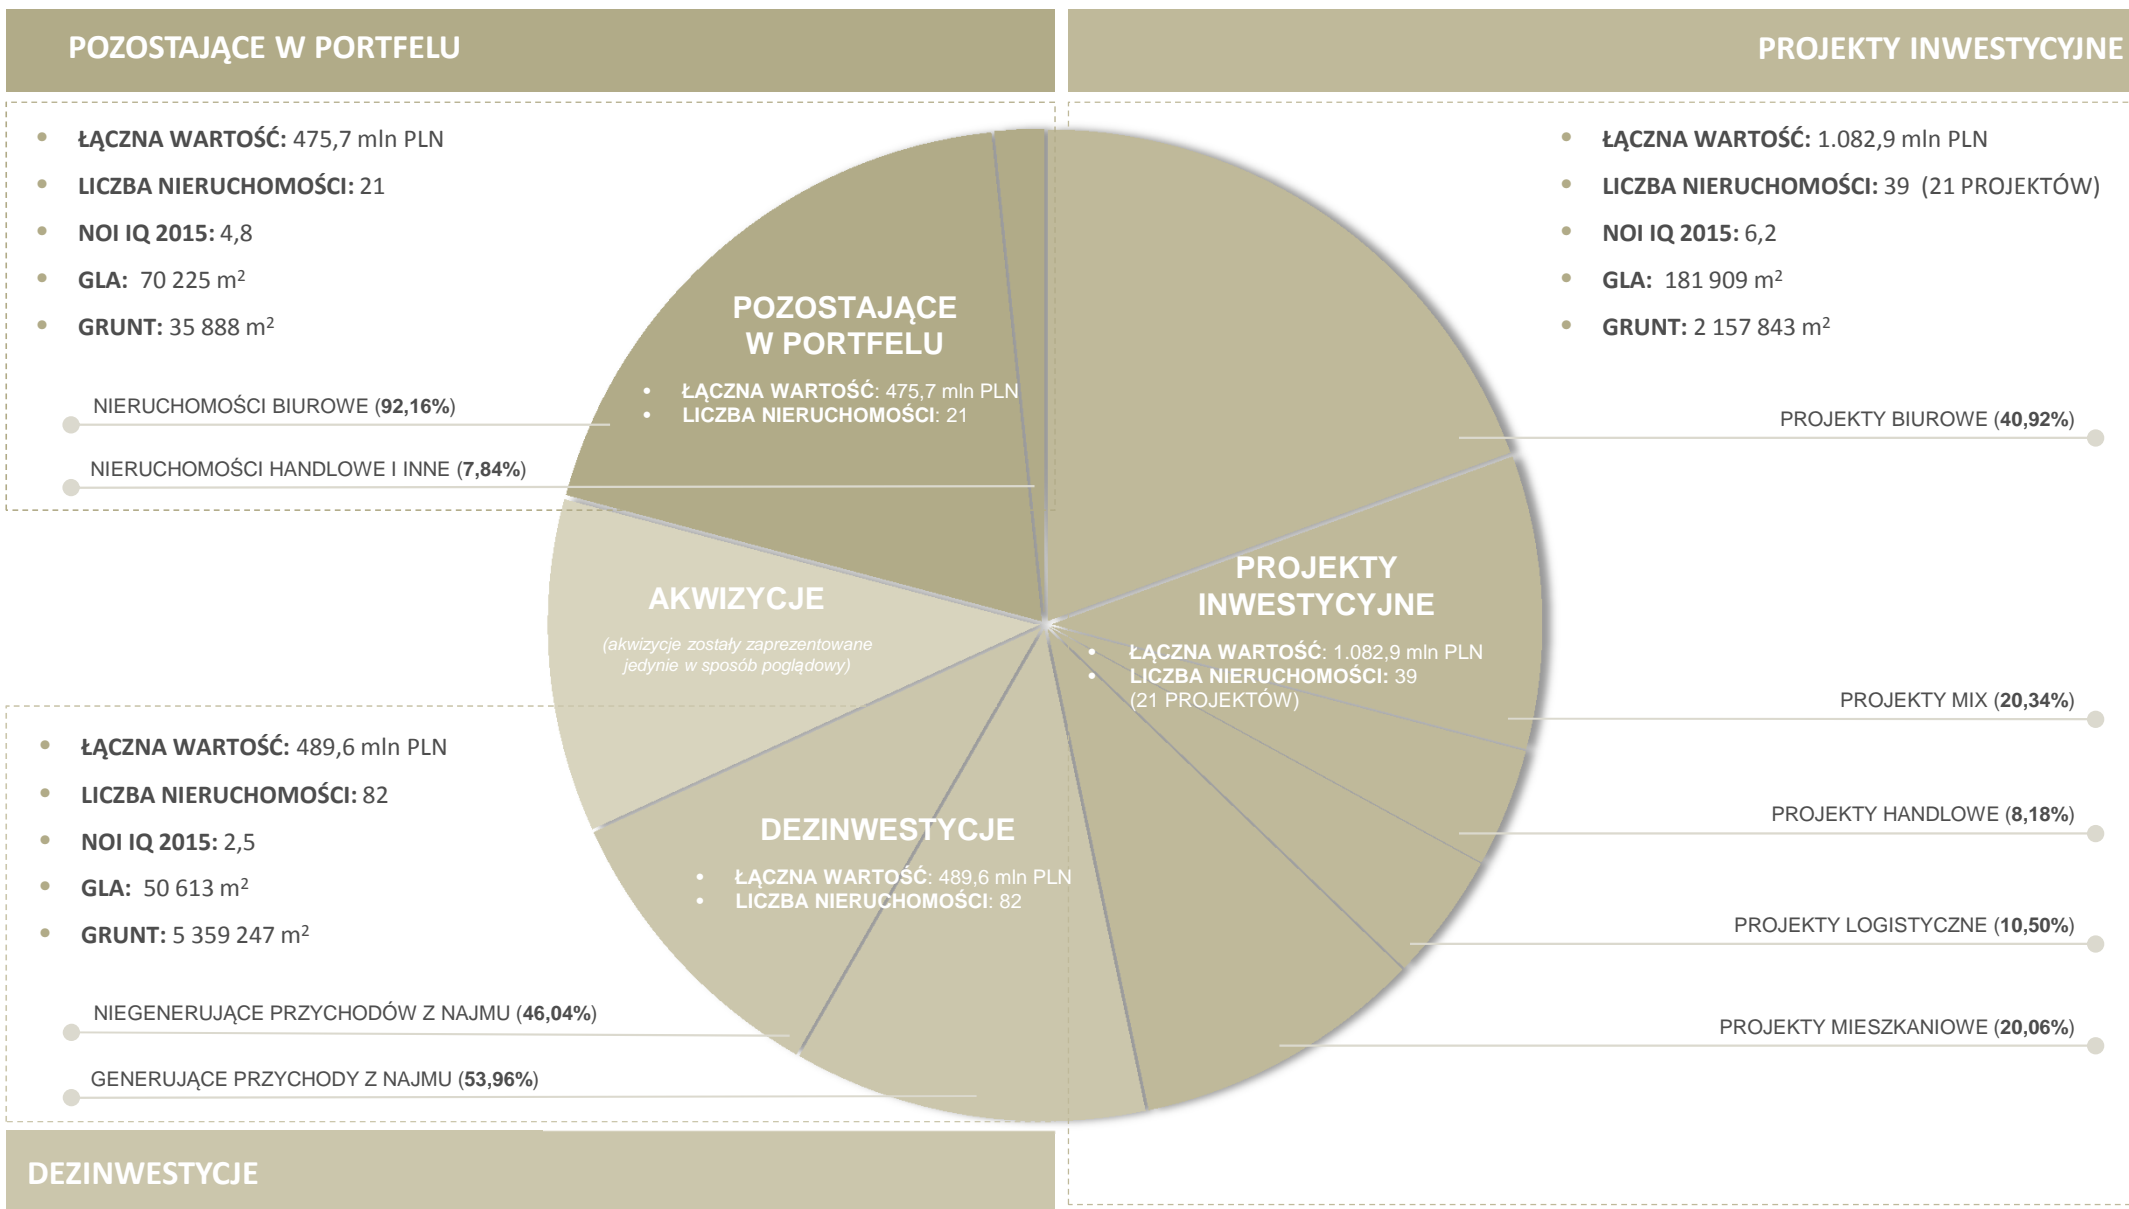 POZOSTAJĄCE W PORTFELU
ŁĄCZNA WARTOŚĆ: 475,7 mln PLN
LICZBA NIERUCHOMOŚCI: 21
NOI IQ 2015: 4,8
GLA: 70 225 m²
GRUNT: 35 888 m²
NIERUCHOMOŚCI BIUROWE (92,16%)
NIERUCHOMOŚCI HANDLOWE I INNE (7,84%)
POZOSTAJĄCE
W PORTFELU
ŁĄCZNA WARTOŚĆ: 475,7 mln PLN
LICZBA NIERUCHOMOŚCI: 21
PROJEKTY INWESTYCYJNE
ŁĄCZNA WARTOŚĆ: 1.082,9 mln PLN
LICZBA NIERUCHOMOŚCI: 39 (21 PROJEKTÓW)
NOI IQ 2015: 6,2
GLA: 181 909 m²
GRUNT: 2 157 843 m²
PROJEKTY BIUROWE (40,92%)
PROJEKTY MIX (20,34%)
PROJEKTY HANDLOWE (8,18%)
PROJEKTY LOGISTYCZNE (10,50%)
PROJEKTY MIESZKANIOWE (20,06%)
PROJEKTY
INWESTYCYJNE
ŁĄCZNA WARTOŚĆ: 1.082,9 mln PLN
LICZBA NIERUCHOMOŚCI: 39
(21 PROJEKTÓW)
AKWIZYCJE
(akwizycje zostały zaprezentowane
jedynie w sposób poglądowy)
DEZINWESTYCJE
ŁĄCZNA WARTOŚĆ: 489,6 mln PLN
LICZBA NIERUCHOMOŚCI: 82
ŁĄCZNA WARTOŚĆ: 489,6 mln PLN
LICZBA NIERUCHOMOŚCI: 82
NOI IQ 2015: 2,5
GLA: 50 613 m²
GRUNT: 5 359 247 m²
NIEGENERUJĄCE PRZYCHODÓW Z NAJMU (46,04%)
GENERUJĄCE PRZYCHODY Z NAJMU (53,96%)
DEZINWESTYCJE